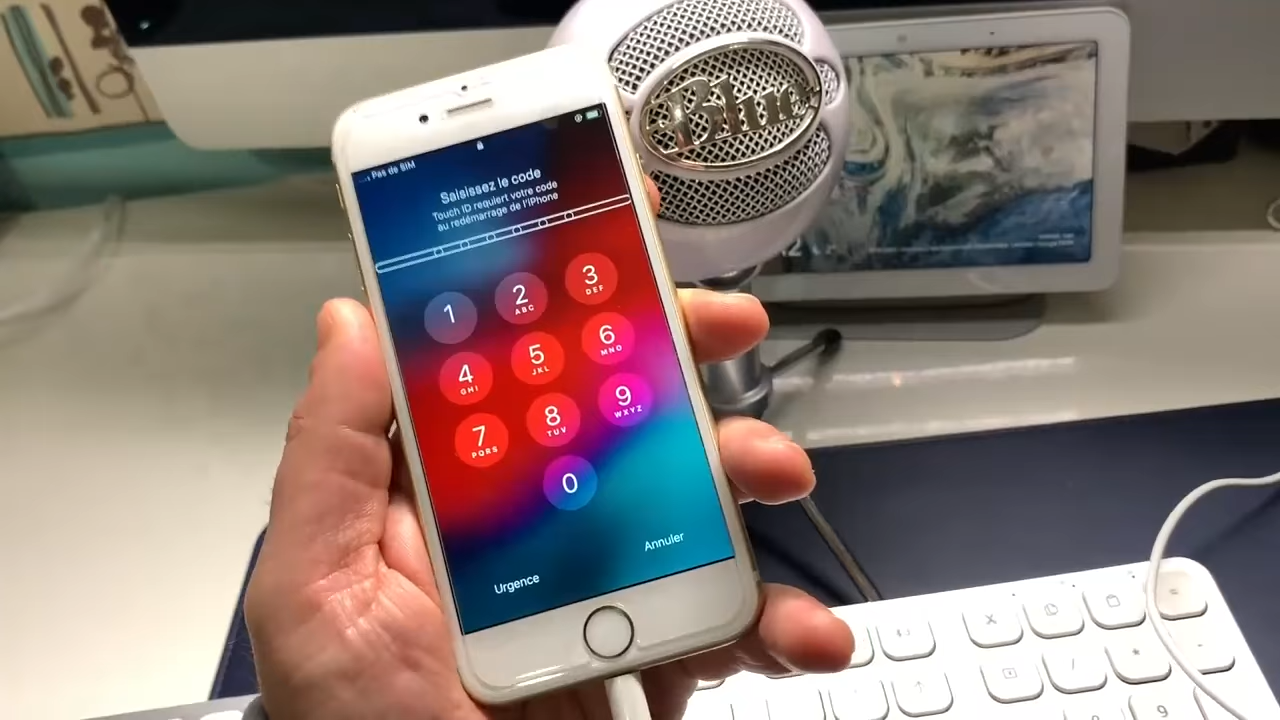 Blue
Pas de SIM
Saisissez le code
Touch ID requiert votre code
au redémarrage de l'iPhone
1
2
ABC
3
DEF
4
GHI
5
JKL
6
MNO
7
PQRS
8
TUV
9
WXYZ
0
Annuler
Urgence
X
/
*
9